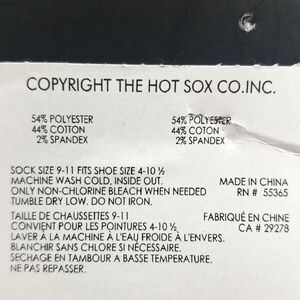 COPYRIGHT THE HOT SOX CO.INC.
54% POLYESTER 54% POLYESTER
44% COTTON 44% COTTON
2% SPANDEX 2% SPANDEX
SOCK SIZE 9-11 FITS SHOE SIZE 4-10 ½
MACHINE WASH COLD, INSIDE OUT. MADE IN CHINA
ONLY NON-CHLORINE BLEACH WHEN NEEDED RN # 55365
TUMBLE DRY LOW. DO NOT IRON.
TAILLE DE CHAUSSETTES 9-11 FABRIQUÉ EN CHINE
CONVIENT POUR LES POINTURES 4-10 ½ CA # 29278
LAVER À LA MACHINE À L'EAU FROIDE À L'ENVERS.
BLANCHIR SANS CHLORE SI NÉCESSAIRE.
SECHAGE EN TAMBOUR A BASSE TEMPERATURE.
NE PAS REPASSER.